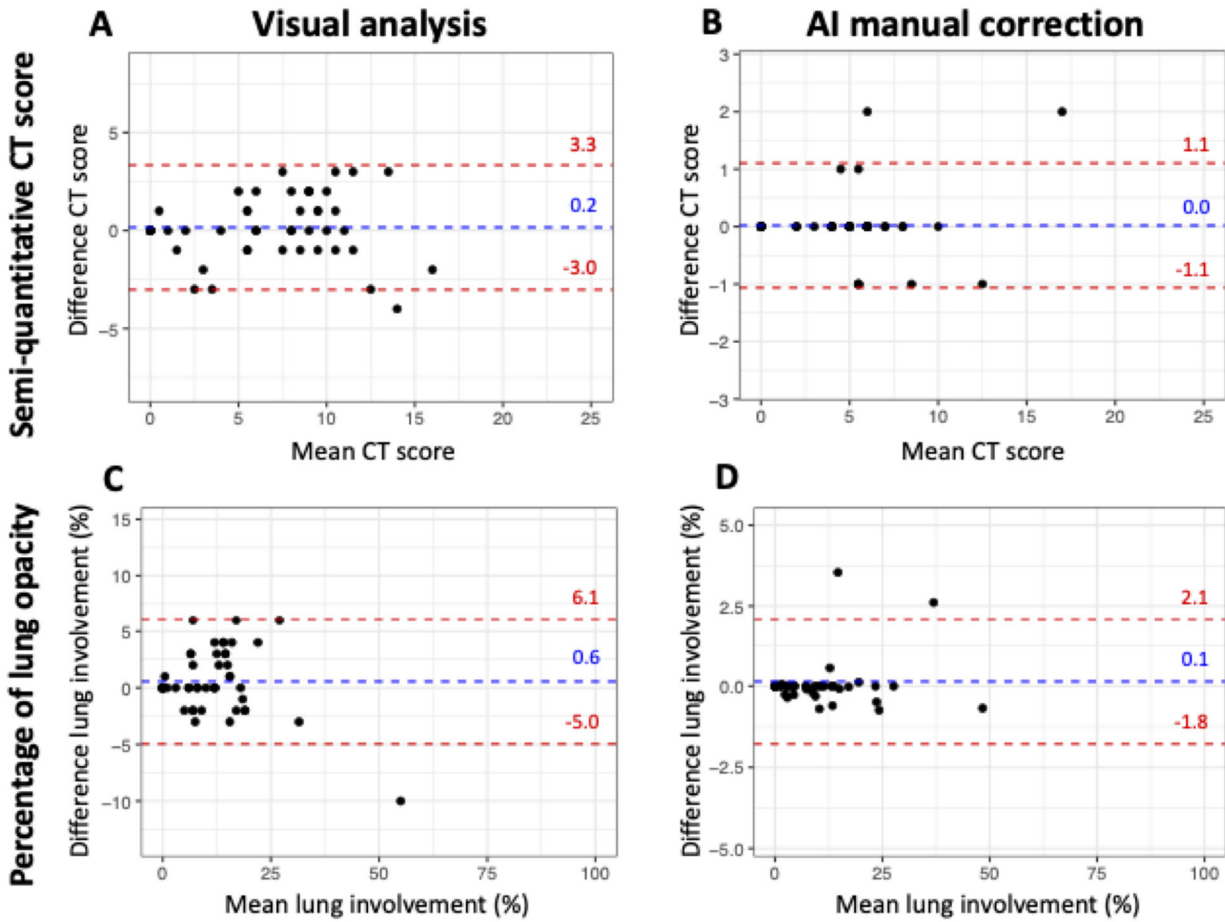 A Visual analysis
B AI manual correction
Semi-quantitative CT score
Difference CT score
5
0
−5
3.3
0.2
-3.0
0 5 10 15 20 25
Mean CT score
Difference CT score
3
2
1
0
−1
−2
−3
1.1
0.0
-1.1
0 5 10 15 20 25
Mean CT score
C
D
Percentage of lung opacity
Difference lung involvement (%)
15
10
5
0
−5
−10
6.1
0.6
-5.0
0 25 50 75 100
Mean lung involvement (%)
Difference lung involvement (%)
5.0
2.5
0.0
−2.5
−5.0
2.1
0.1
-1.8
0 25 50 75 100
Mean lung involvement (%)